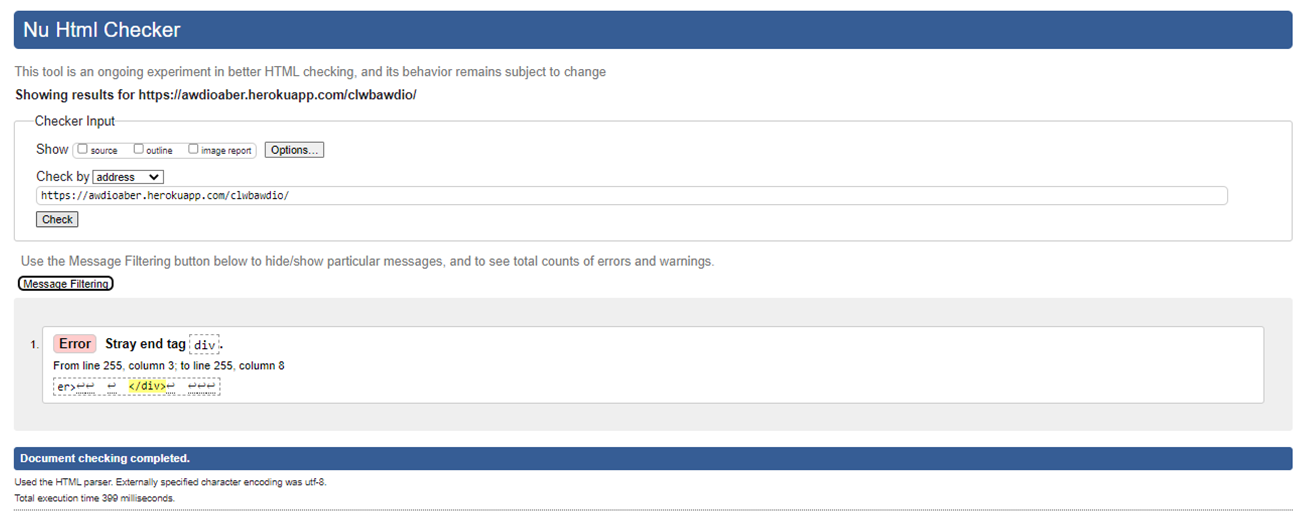 Nu Html Checker
This tool is an ongoing experiment in better HTML checking, and its behavior remains subject to change
Showing results for https://awdioaber.herokuapp.com/clwbawdio/
Checker Input
Show source outline image report Options...
Check by address
https://awdioaber.herokuapp.com/clwbawdio/
Check
Use the Message Filtering button below to hide/show particular messages, and to see total counts of errors and warnings.
Message Filtering
1. Error Stray end tag div.
From line 255, column 3; to line 255, column 8
er>↩↩ ↩ </div>↩ ↩↩↩
Document checking completed.
Used the HTML parser. Externally specified character encoding was utf-8.
Total execution time 399 milliseconds.